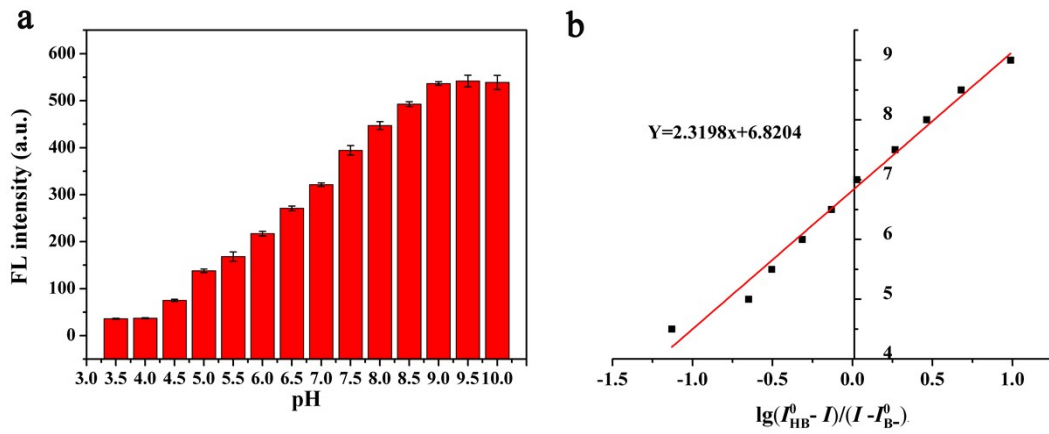 a
FL intensity (a.u.)
600
500
400
300
200
100
0
3.0 3.5 4.0 4.5 5.0 5.5 6.0 6.5 7.0 7.5 8.0 8.5 9.0 9.5 10.0
pH
b
Y=2.3198x+6.8204
9
8
7
6
5
4
-1.5 -1.0 -0.5 0.0 0.5 1.0
lg(I⁰HB- I)/(I -I⁰B-)